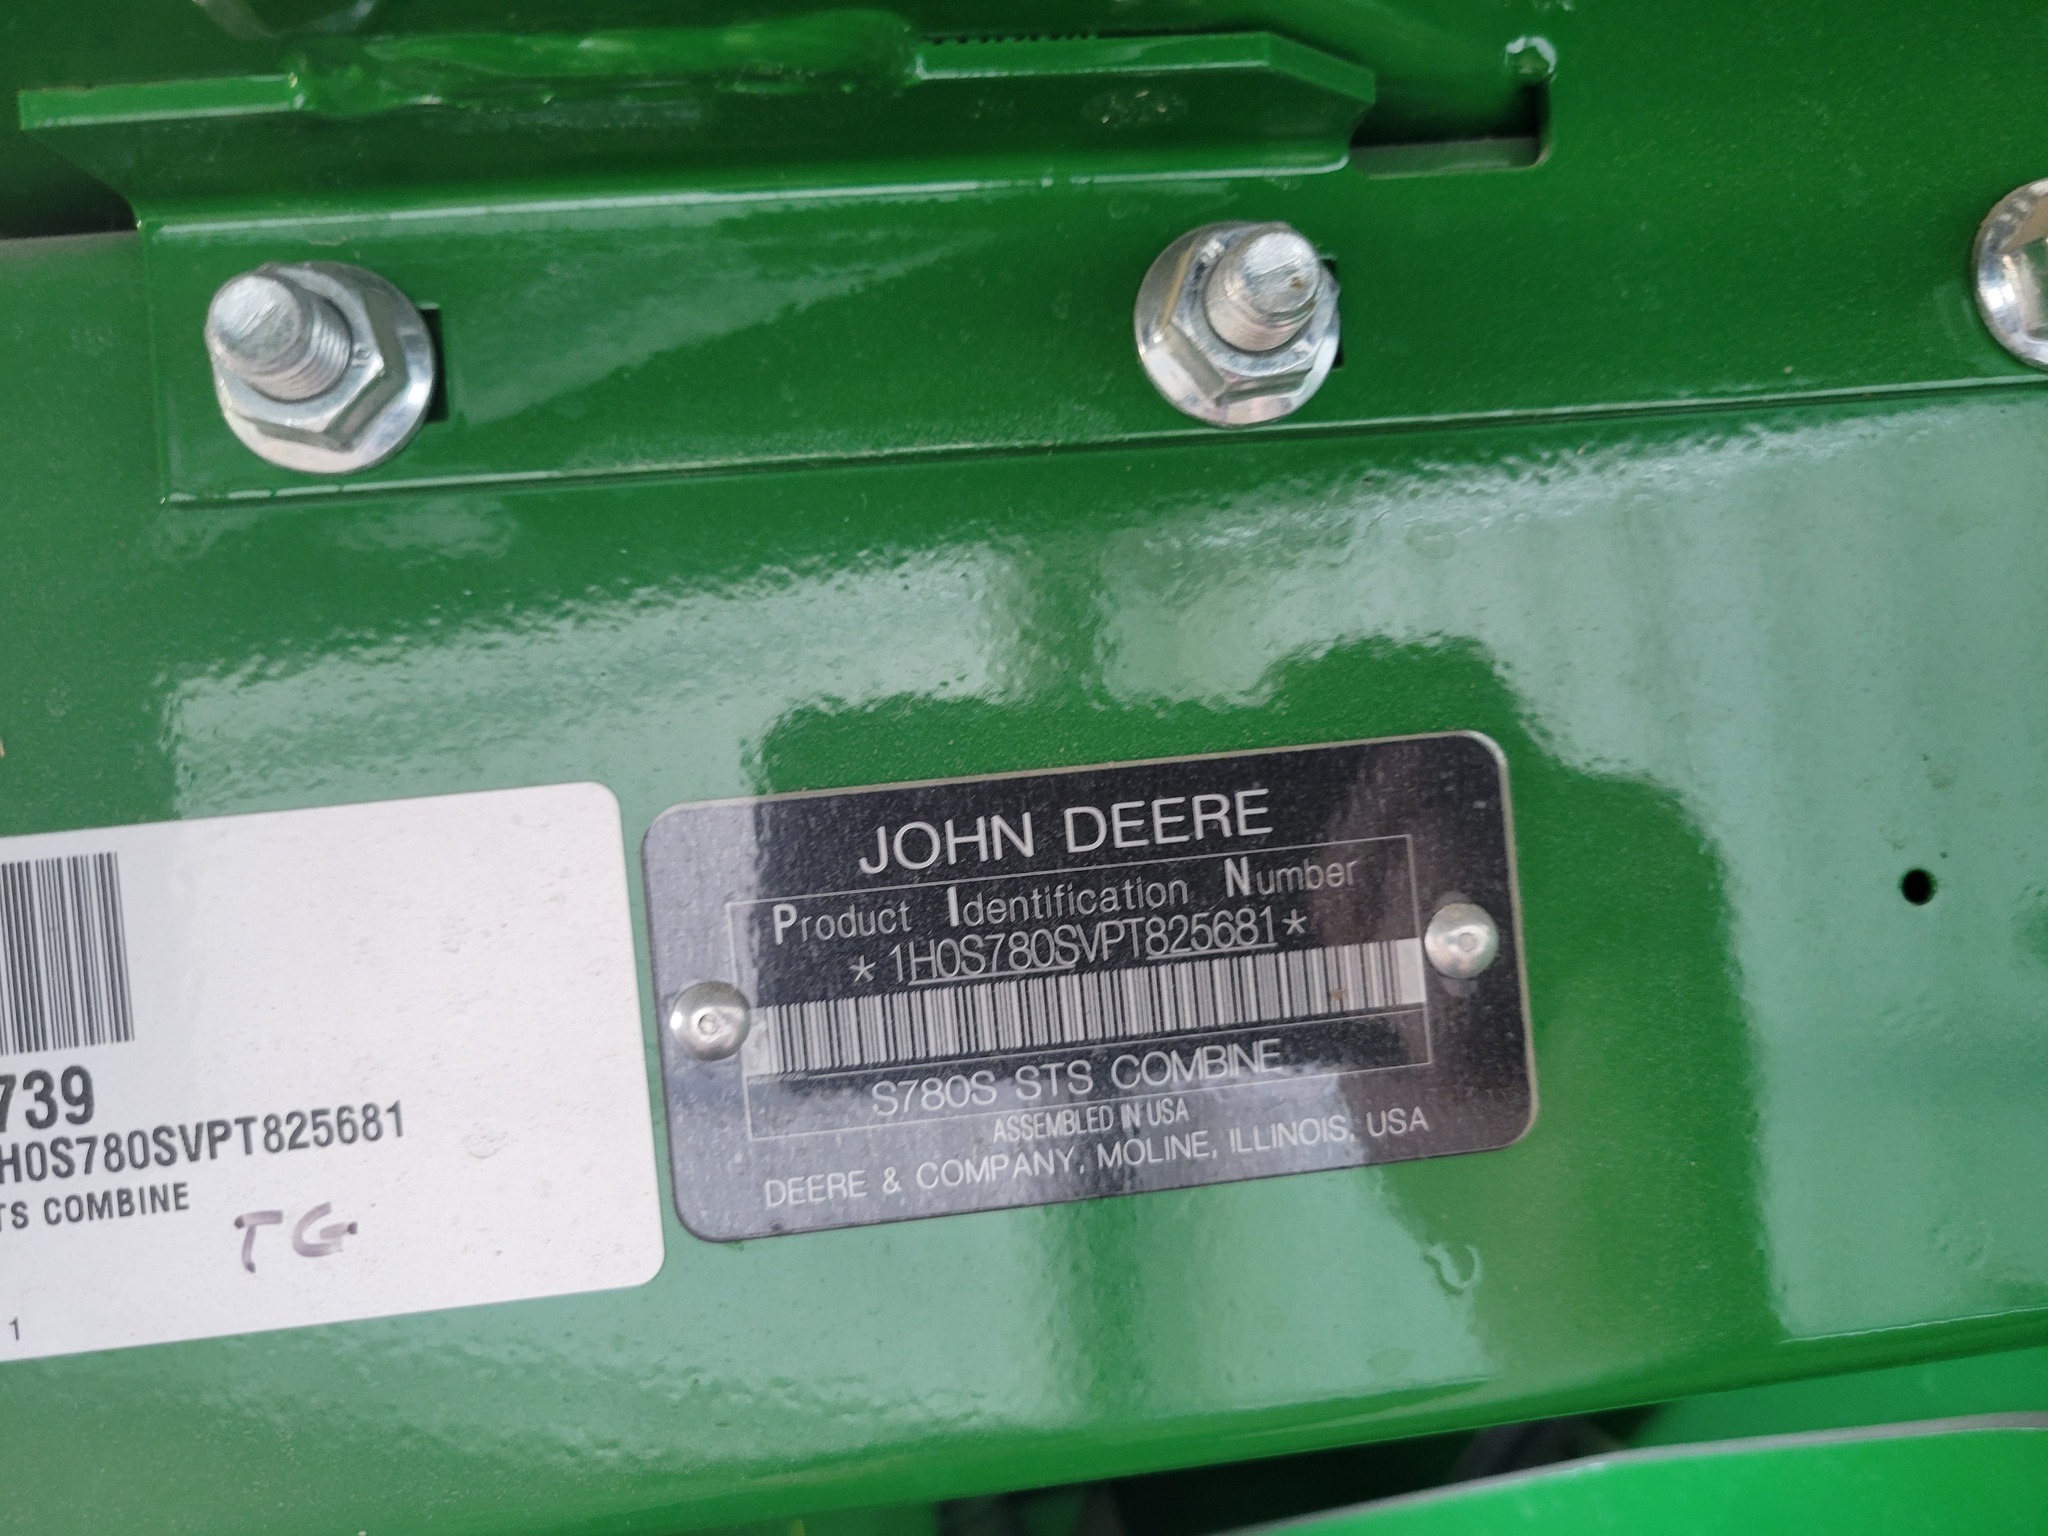 JOHN DEERE
Product Identification Number
*1H0S780SVPT825681*
S780S STS COMBINE
ASSEMBLED IN USA
DEERE & COMPANY, MOLINE, ILLINOIS, USA
739
H0S780SVPT825681
TS COMBINE
TG
1